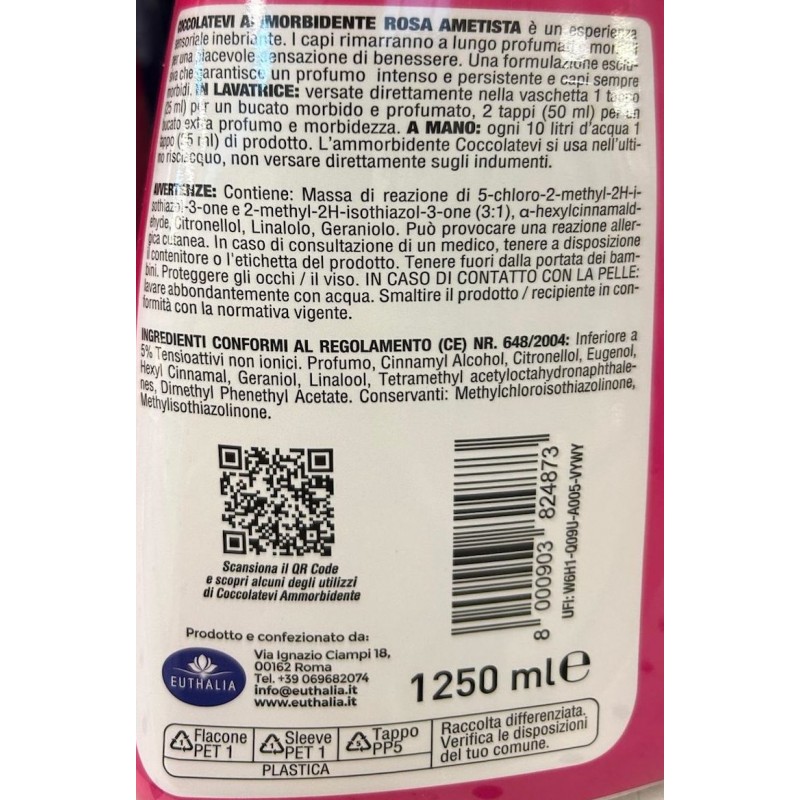 COCCOLATEVI AMMORBIDENTE ROSA AMETISTA è un'esperienza
sensoriale inebriante. I capi rimarranno a lungo profumati, morbidi
per una piacevole sensazione di benessere. Una formulazione esclu-
siva che garantisce un profumo intenso e persistente e capi sempre
morbidi. IN LAVATRICE: versate direttamente nella vaschetta 1 tappo
(25 ml) per un bucato morbido e profumato, 2 tappi (50 ml) per un
bucato extra profumo e morbidezza. A MANO: ogni 10 litri d'acqua 1
tappo (25 ml) di prodotto. L'ammorbidente Coccolatevi si usa nell'ulti-
mo risciacquo, non versare direttamente sugli indumenti.
AVVERTENZE: Contiene: Massa di reazione di 5-chloro-2-methyl-2H-i-
sothiazol-3-one e 2-methyl-2H-isothiazol-3-one (3:1), α-hexylcinnamald-
ehyde, Citronellol, Linalolo, Geraniolo. Può provocare una reazione aller-
gica cutanea. In caso di consultazione di un medico, tenere a disposizione
il contenitore o l'etichetta del prodotto. Tenere fuori dalla portata dei bam-
bini. Proteggere gli occhi / il viso. IN CASO DI CONTATTO CON LA PELLE:
lavare abbondantemente con acqua. Smaltire il prodotto / recipiente in con-
formità con la normativa vigente.
INGREDIENTI CONFORMI AL REGOLAMENTO (CE) NR. 648/2004: Inferiore a
5% Tensioattivi non ionici. Profumo, Cinnamyl Alcohol, Citronellol, Eugenol,
Hexyl Cinnamal, Geraniol, Linalool, Tetramethyl acetyloctahydronaphthale-
nes, Dimethyl Phenethyl Acetate. Conservanti: Methylchloroisothiazolinone,
Methylisothiazolinone.
Scansiona il QR Code
e scopri alcuni degli utilizzi
di Coccolatevi Ammorbidente
8 000903 824873
UFI: W6H1-Q09U-A005-VYWY
Prodotto e confezionato da:
EUTHALIA
Via Ignazio Ciampi 18,
00162 Roma
Tel. +39 069682074
info@euthalia.it
www.euthalia.it
1250 ml e
1 Flacone
PET 1
1 Sleeve
PET 1
5 Tappo
PP5
PLASTICA
Raccolta differenziata.
Verifica le disposizioni
del tuo comune.